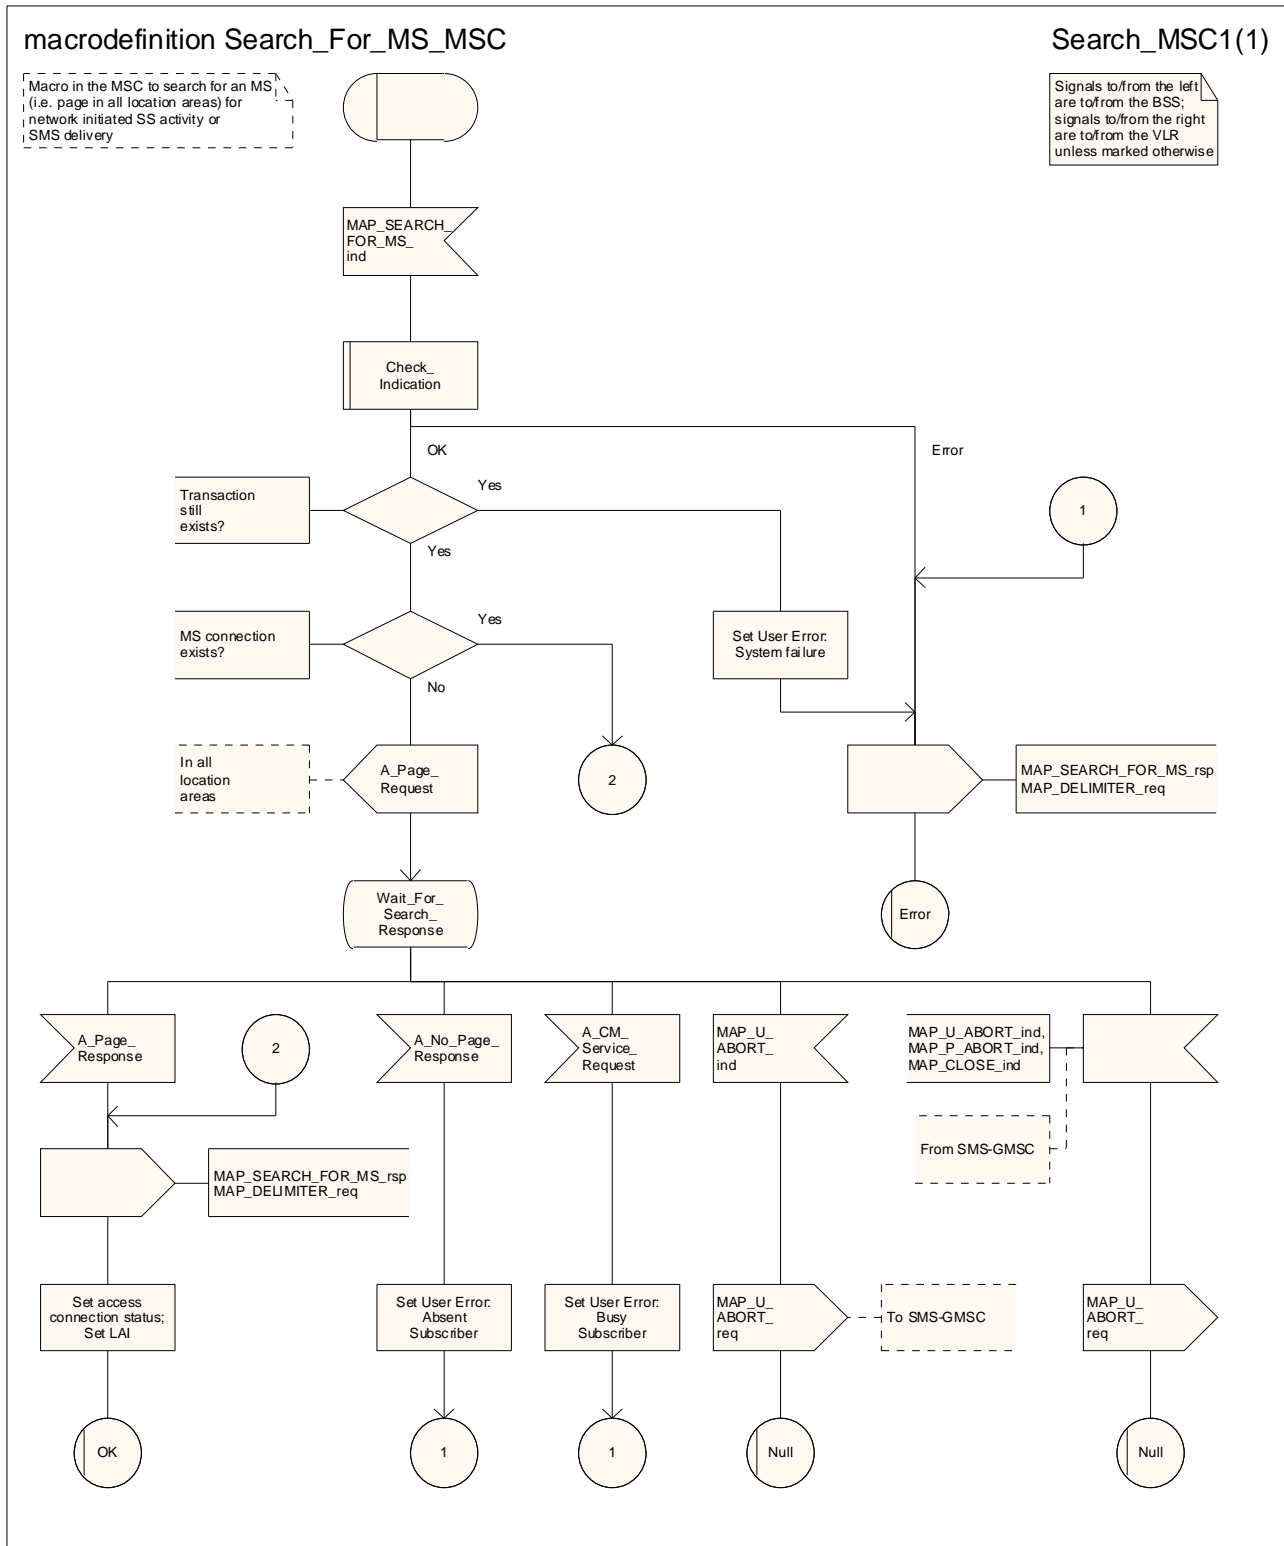 macrodefinition Search_For_MS_MSC
Search_MSC1(1)
Macro in the MSC to search for an MS
(i.e. page in all location areas) for
network initiated SS activity or
SMS delivery
Signals to/from the left
are to/from the BSS;
signals to/from the right
are to/from the VLR
unless marked otherwise
MAP_SEARCH_
FOR_MS_
ind
Check_
Indication
OK
Error
Transaction
still
exists?
Yes
1
Yes
MS connection
exists?
Yes
Set User Error:
System failure
No
In all
location
areas
A_Page_
Request
2
MAP_SEARCH_FOR_MS_rsp
MAP_DELIMITER_req
Wait_For_
Search_
Response
Error
A_Page_
Response
2
A_No_Page_
Response
A_CM_
Service_
Request
MAP_U_
ABORT_
ind
MAP_U_ABORT_ind,
MAP_P_ABORT_ind,
MAP_CLOSE_ind
From SMS-GMSC
MAP_SEARCH_FOR_MS_rsp
MAP_DELIMITER_req
Set access
connection status;
Set LAI
Set User Error:
Absent
Subscriber
Set User Error:
Busy
Subscriber
MAP_U_
ABORT_
req
To SMS-GMSC
MAP_U_
ABORT_
req
OK
1
1
Null
Null